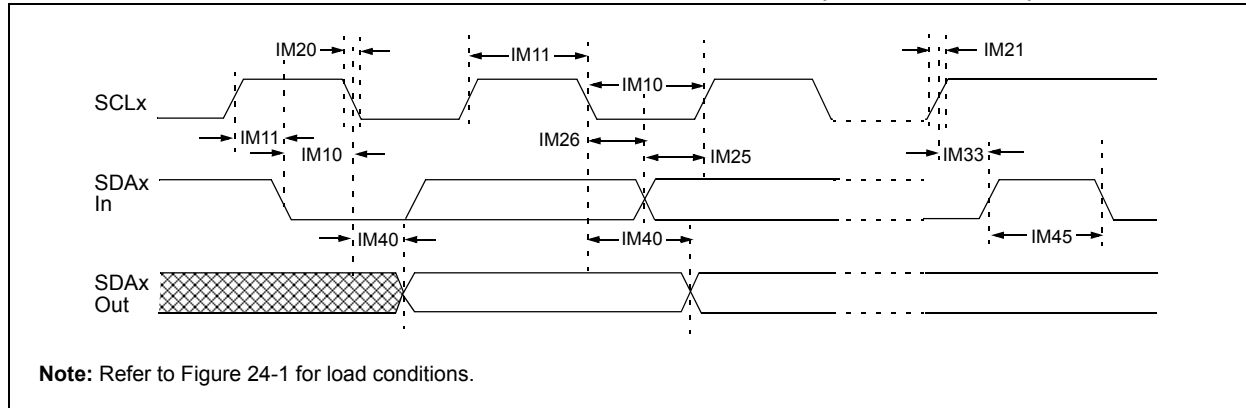 IM20
IM11
IM21
IM10
SCLx
IM11
IM26
IM10
IM25
IM33
SDAx
In
IM40
IM40
IM45
SDAx
Out
Note: Refer to Figure 24-1 for load conditions.